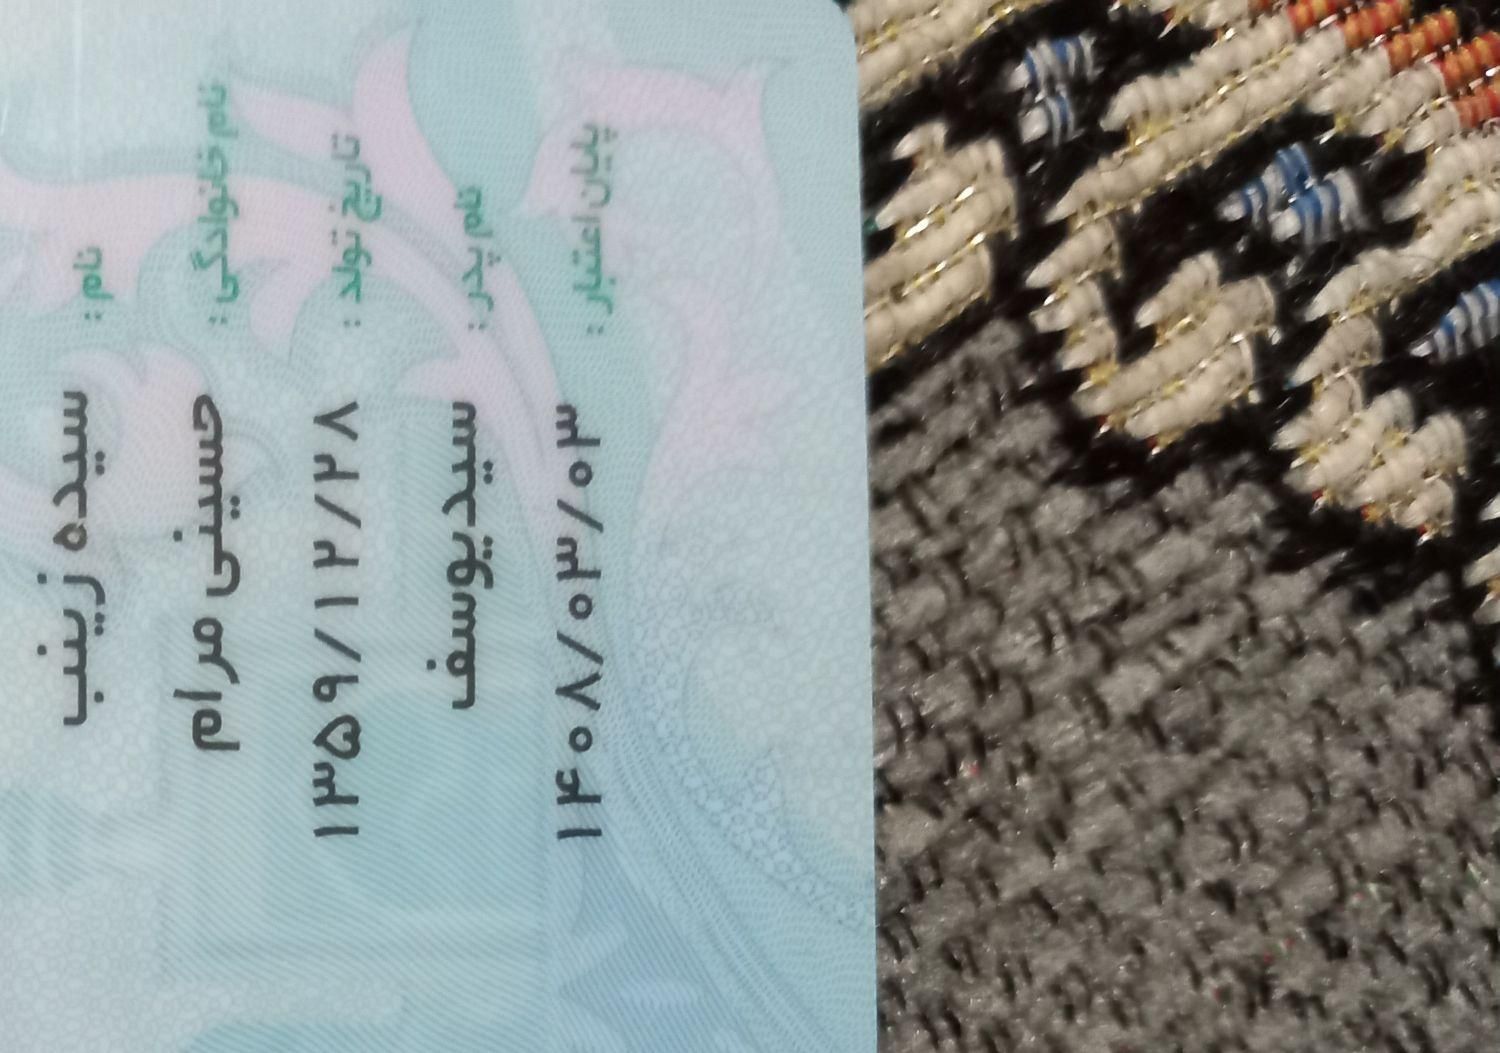 نام : سیده زینب
نام خانوادگی : حسینی مرام
تاریخ تولد : ۱۳۵۹/۱۲/۲۸
نام پدر : سیدیوسف
پایان اعتبار : ۱۴۰۸/۰۳/۰۳